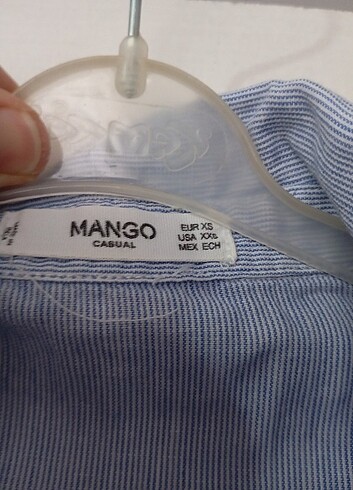 MANGO
CASUAL
EUR XS
USA XXS
MEX ECH